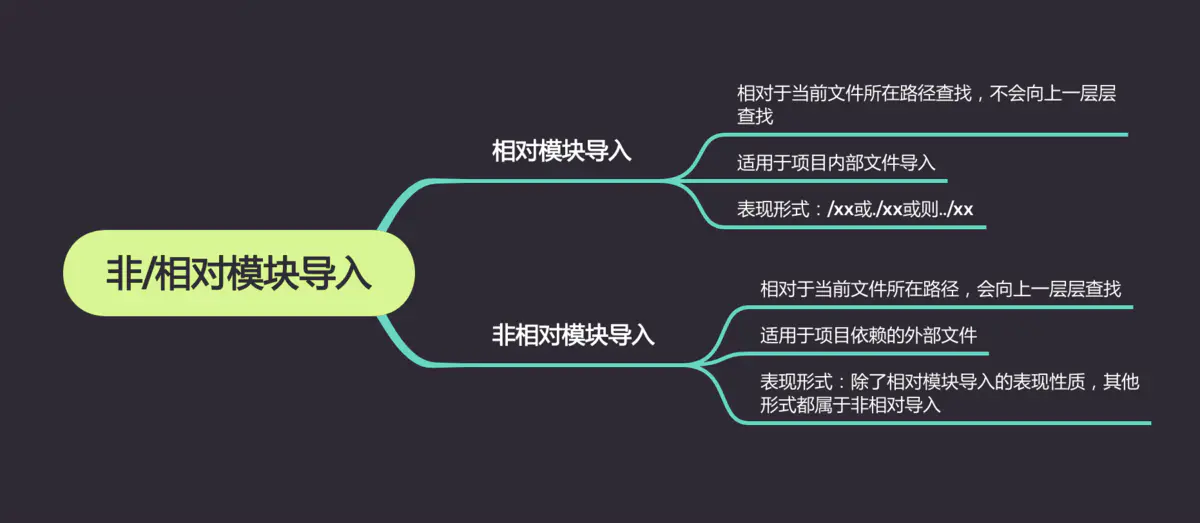 非/相对模块导入
相对模块导入
相对于当前文件所在路径查找，不会向上一层层
查找
适用于项目内部文件导入
表现形式：/xx或./xx或则../xx
非相对模块导入
相对于当前文件所在路径，会向上一层层查找
适用于项目依赖的外部文件
表现形式：除了相对模块导入的表现性质，其他
形式都属于非相对导入